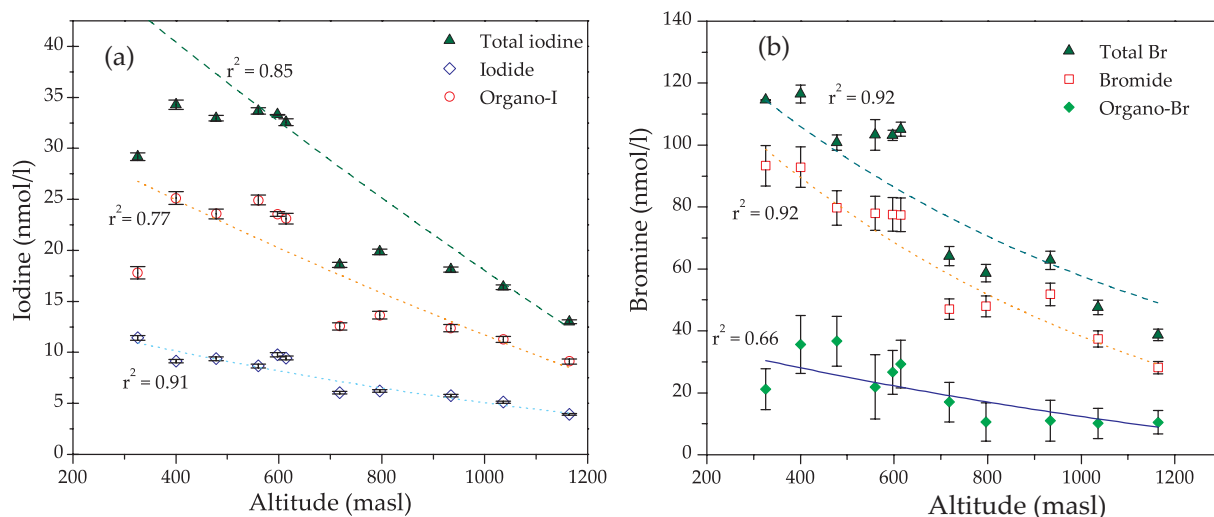 (a)
Total iodine
Iodide
Organo-I
r² = 0.85
r² = 0.77
r² = 0.91
Iodine (nmol/l)
40
35
30
25
20
15
10
5
0
200
400
600
800
1000
1200
Altitude (masl)
(b)
Total Br
Bromide
Organo-Br
r² = 0.92
r² = 0.92
r² = 0.66
Bromine (nmol/l)
140
120
100
80
60
40
20
0
200
400
600
800
1000
1200
Altitude (masl)